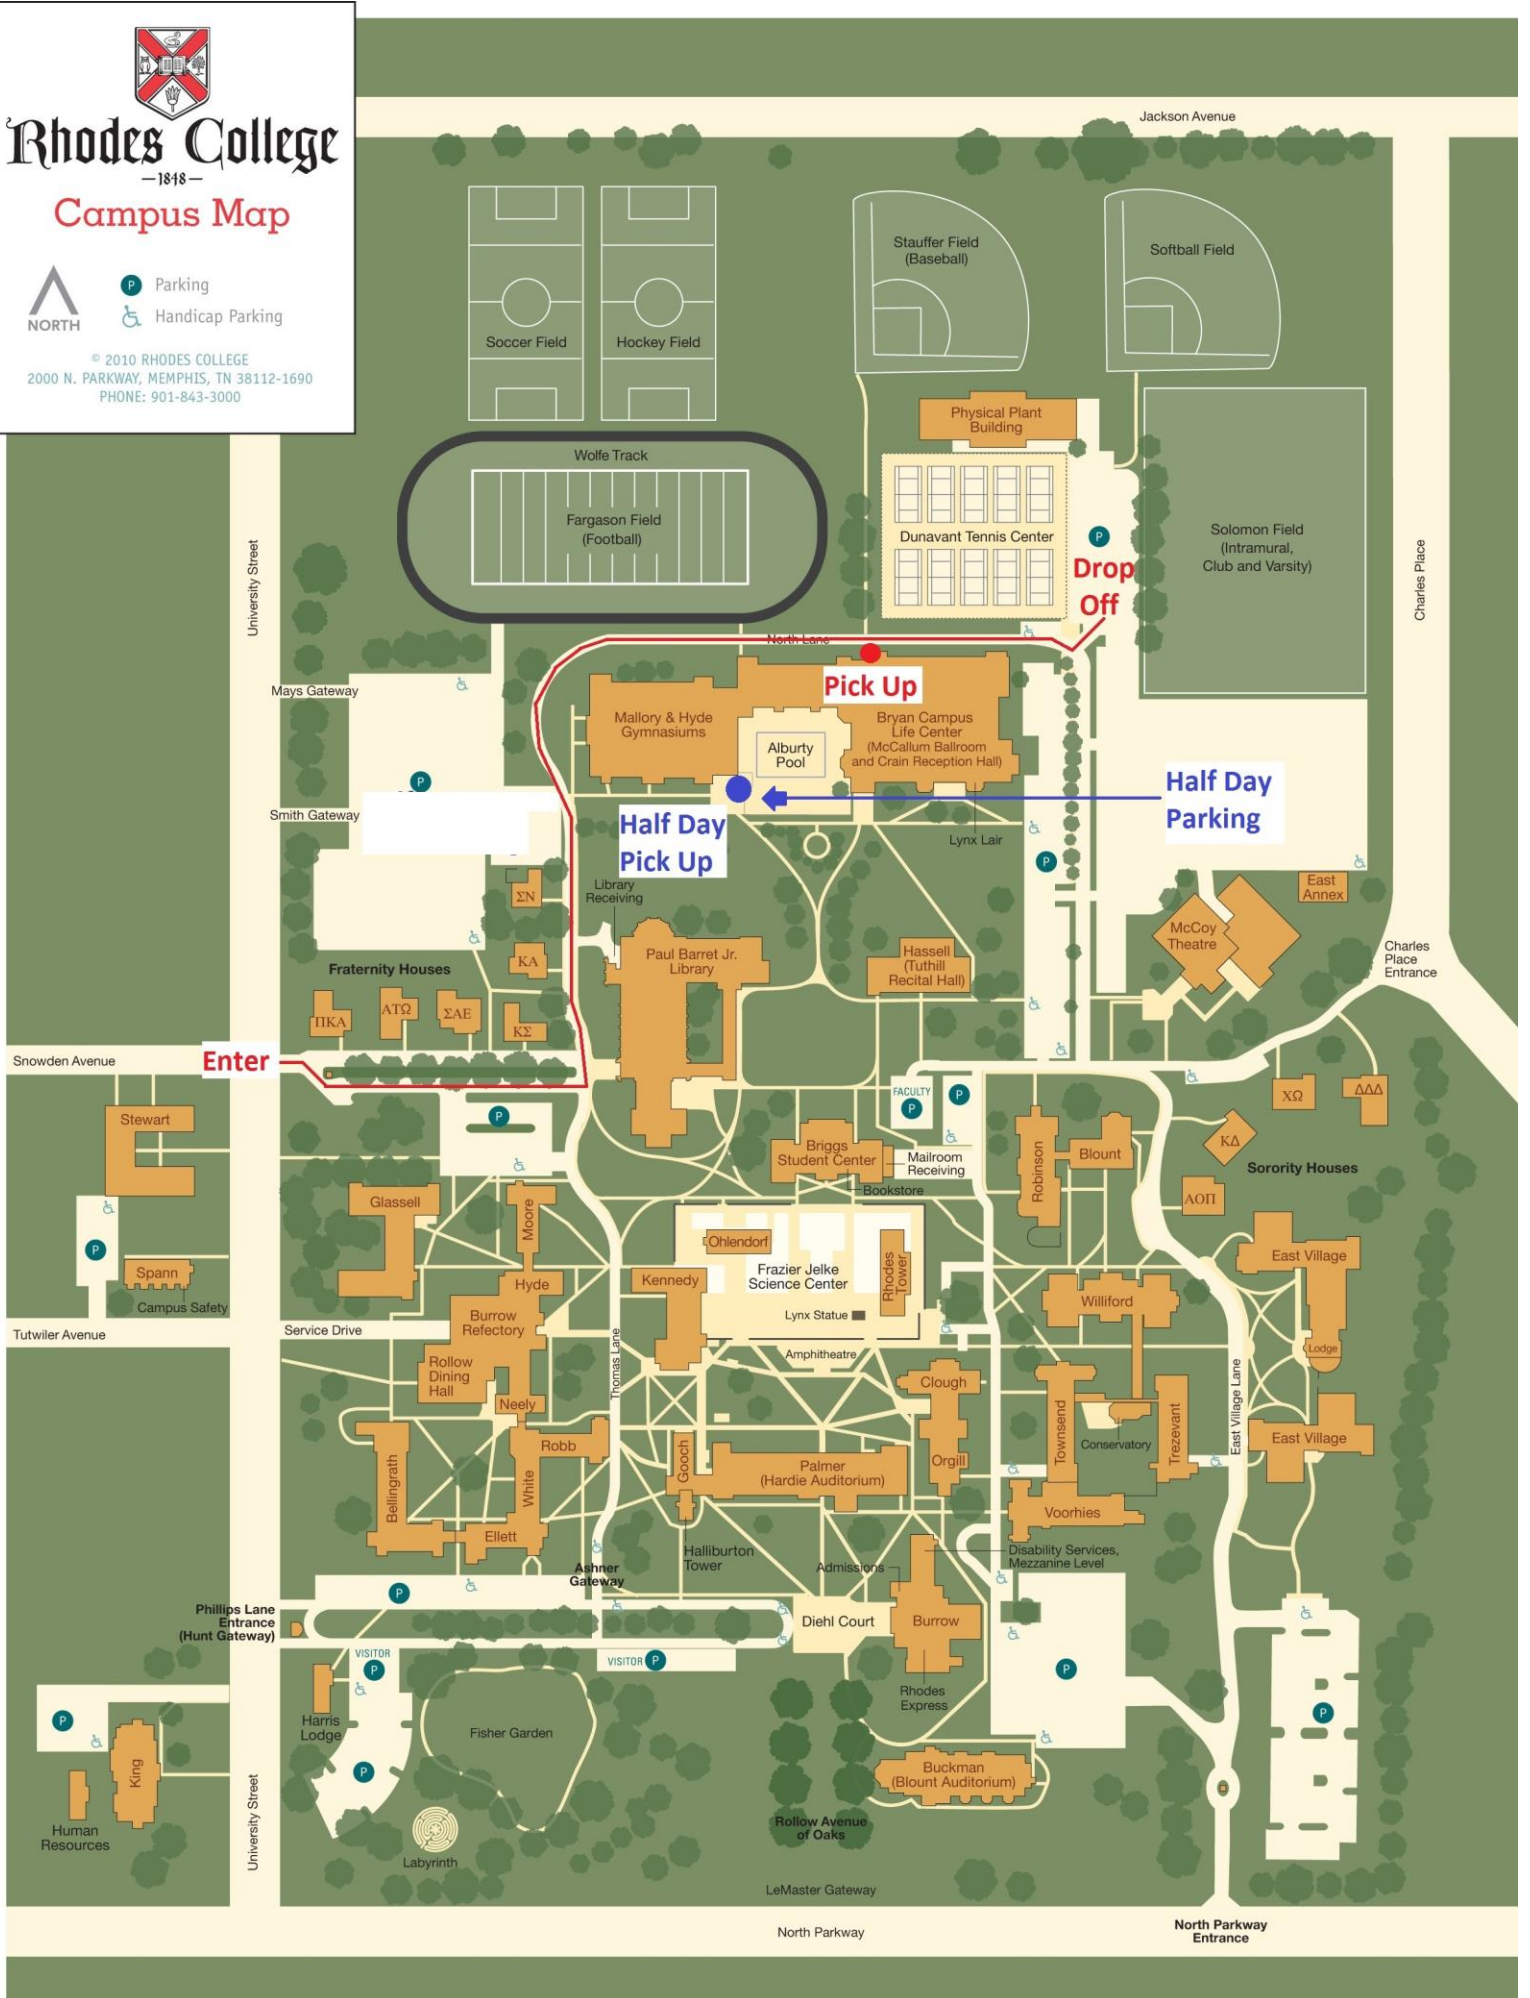 Rhodes College
—1848—
Campus Map
NORTH
P Parking
Handicap Parking
© 2010 RHODES COLLEGE
2000 N. PARKWAY, MEMPHIS, TN 38112-1690
PHONE: 901-843-3000
Jackson Avenue
Stauffer Field
(Baseball)
Softball Field
Soccer Field
Hockey Field
Physical Plant
Building
Wolfe Track
Fargason Field
(Football)
Dunavant Tennis Center
P
Solomon Field
(Intramural,
Club and Varsity)
Drop
Off
University Street
Charles Place
North Lane
Mays Gateway
Pick Up
Mallory & Hyde
Gymnasiums
Bryan Campus
Life Center
(McCallum Ballroom
and Crain Reception Hall)
Alburty
Pool
P
Half Day
Parking
Smith Gateway
Half Day
Pick Up
Lynx Lair
P
Library
Receiving
ΣΝ
East
Annex
McCoy
Theatre
Paul Barret Jr.
Library
Hassell
(Tuthill
Recital Hall)
Charles
Place
Entrance
Fraternity Houses
ΚΑ
ΠΚΑ
ΑΤΩ
ΣΑΕ
ΚΣ
Snowden Avenue
Enter
FACULTY
P
P
ΧΩ
ΔΔΔ
P
Stewart
Briggs
Student Center
Mailroom
Receiving
Bookstore
Robinson
Blount
ΚΔ
Sorority Houses
ΑΟΠ
Glassell
Moore
P
Spann
Campus Safety
Ohlendorf
Frazier Jelke
Science Center
Rhodes
Tower
East Village
Hyde
Kennedy
Williford
Lynx Statue
Burrow
Refectory
Tutwiler Avenue
Service Drive
Amphitheatre
Lodge
Rollow
Dining
Hall
Thomas Lane
Clough
Neely
Townsend
Conservatory
Trezevant
East Village Lane
East Village
Robb
Bellingrath
White
Gooch
Palmer
(Hardie Auditorium)
Orgill
Voorhies
Ellett
Halliburton
Tower
Disability Services,
Mezzanine Level
Admissions
Ashner
Gateway
P
Phillips Lane
Entrance
(Hunt Gateway)
Diehl Court
Burrow
VISITOR
P
VISITOR P
P
Rhodes
Express
Harris
Lodge
Fisher Garden
P
P
P
King
Buckman
(Blount Auditorium)
Human
Resources
University Street
Rollow Avenue
of Oaks
Labyrinth
LeMaster Gateway
North Parkway
North Parkway
Entrance